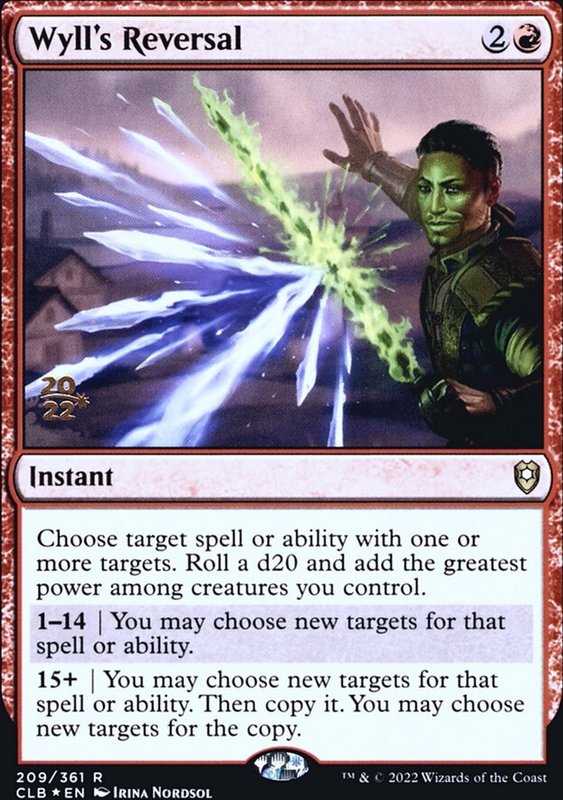 Wyll's Reversal 2
20
22
Instant
Choose target spell or ability with one or
more targets. Roll a d20 and add the greatest
power among creatures you control.
1–14 | You may choose new targets for that
spell or ability.
15+ | You may choose new targets for that
spell or ability. Then copy it. You may choose
new targets for the copy.
209/361 R
CLB ★ EN Irina Nordsol
™ & © 2022 Wizards of the Coast